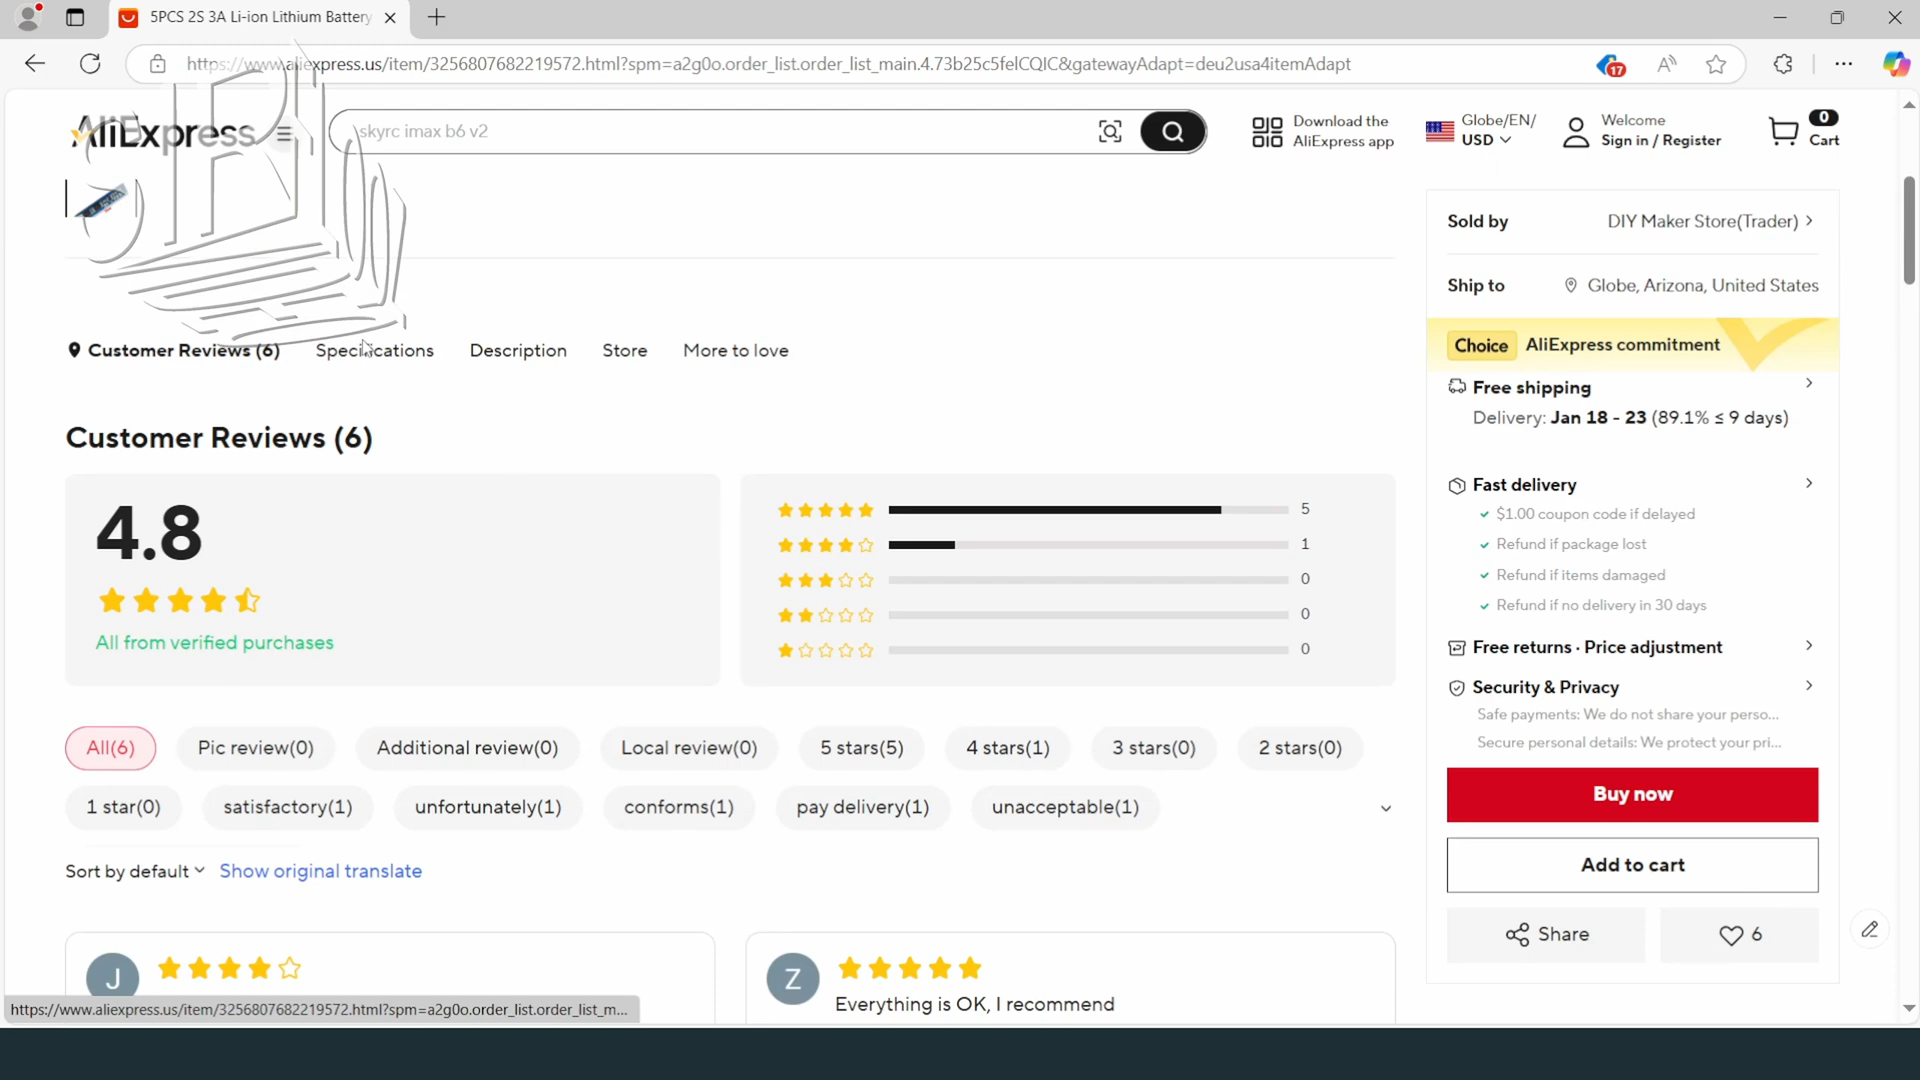 5PCS 2S 3A Li-ion Lithium Battery
https://www.aliexpress.us/item/3256807682219572.html?spm=a2g0o.order_list.order_list_main.4.73b25c5felCQIC&gatewayAdapt=deu2usa4itemAdapt
17
AliExpress
skyrc imax b6 v2
Download the
AliExpress app
Globe/EN/
USD
Welcome
Sign in / Register
0
Cart
Sold by
DIY Maker Store(Trader)
Ship to
Globe, Arizona, United States
Choice
AliExpress commitment
Free shipping
Delivery: Jan 18 - 23 (89.1% ≤ 9 days)
Fast delivery
$1.00 coupon code if delayed
Refund if package lost
Refund if items damaged
Refund if no delivery in 30 days
Free returns · Price adjustment
Security & Privacy
Safe payments: We do not share your perso...
Secure personal details: We protect your pri...
Buy now
Add to cart
Share
6
Customer Reviews (6)
Specifications
Description
Store
More to love
Customer Reviews (6)
4.8
All from verified purchases
5
1
0
0
0
All(6)
Pic review(0)
Additional review(0)
Local review(0)
5 stars(5)
4 stars(1)
3 stars(0)
2 stars(0)
1 star(0)
satisfactory(1)
unfortunately(1)
conforms(1)
pay delivery(1)
unacceptable(1)
Sort by default
Show original translate
J
Z
Everything is OK, I recommend
https://www.aliexpress.us/item/3256807682219572.html?spm=a2g0o.order_list.order_list_m...